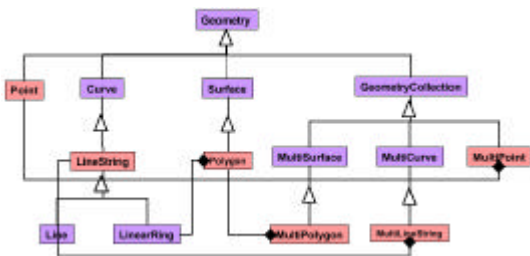 Geometry
Point
Curve
Surface
GeometryCollection
LineString
Polygon
MultiSurface
MultiCurve
MultiPoint
Line
LinearRing
MultiPolygon
MultiLineString